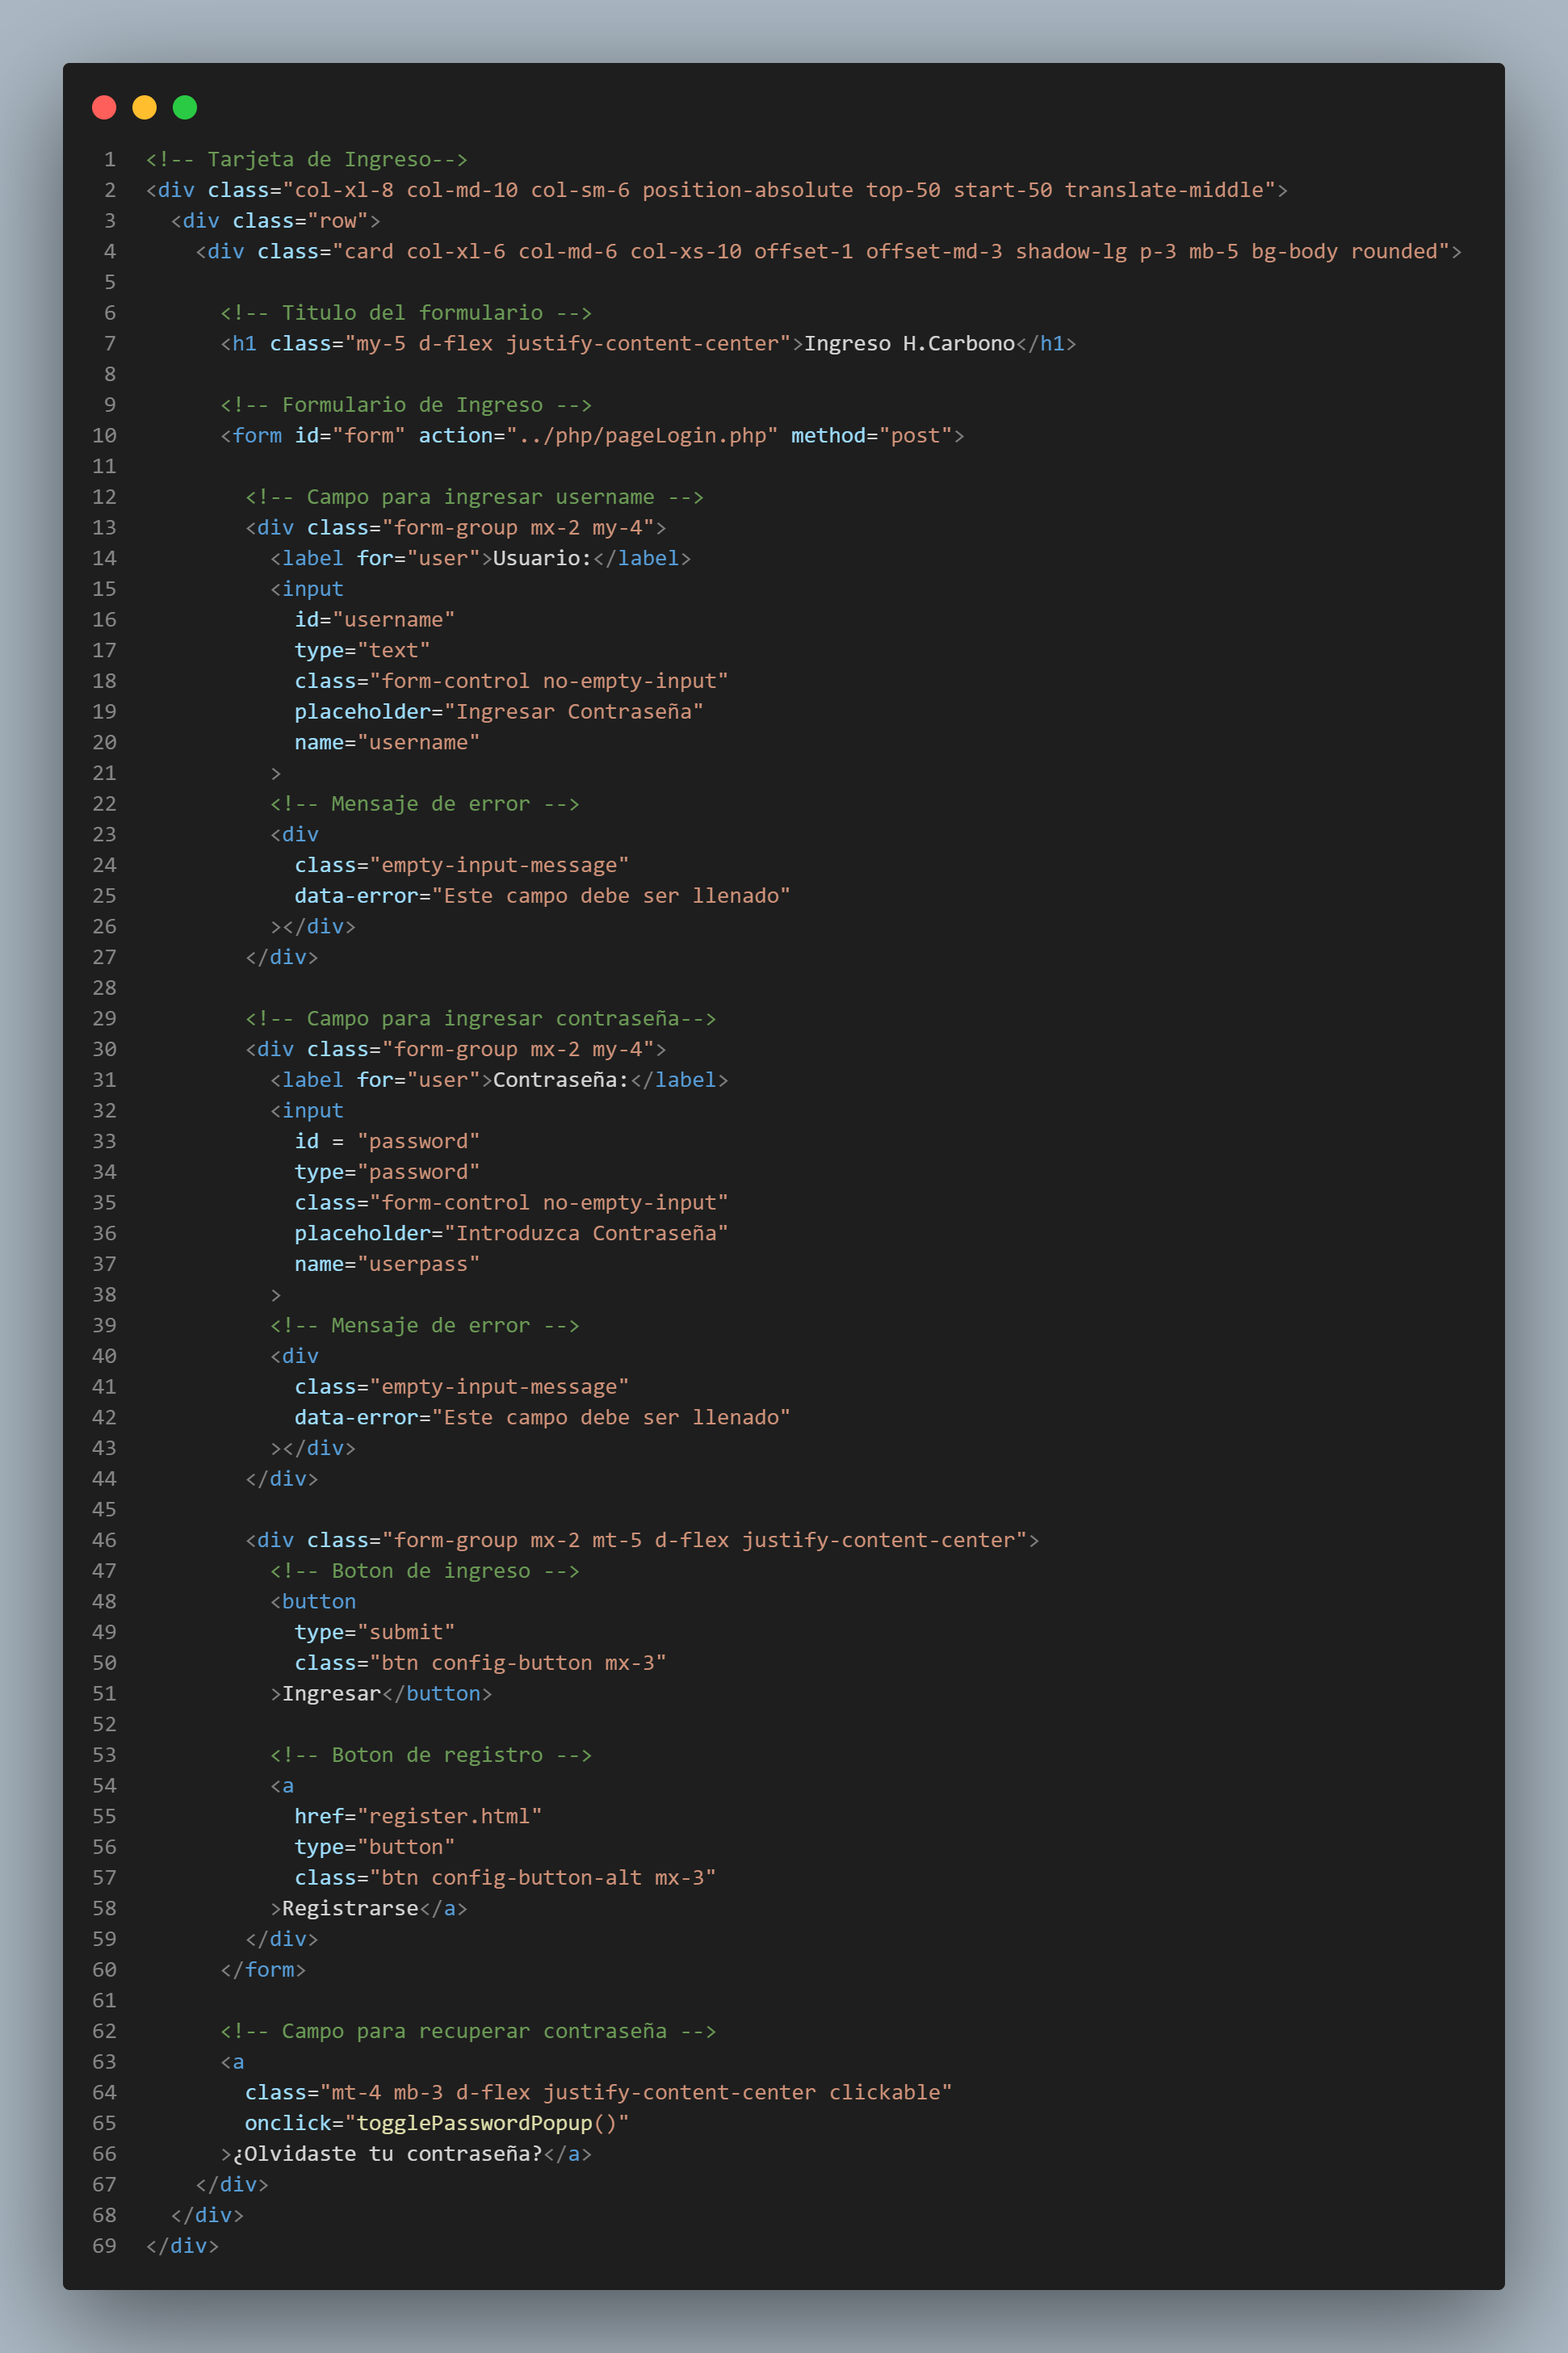 1 <!-- Tarjeta de Ingreso-->
2 <div class="col-xl-8 col-md-10 col-sm-6 position-absolute top-50 start-50 translate-middle">
3   <div class="row">
4     <div class="card col-xl-6 col-md-6 col-xs-10 offset-1 offset-md-3 shadow-lg p-3 mb-5 bg-body rounded">
5
6       <!-- Titulo del formulario -->
7       <h1 class="my-5 d-flex justify-content-center">Ingreso H.Carbono</h1>
8
9       <!-- Formulario de Ingreso -->
10       <form id="form" action="../php/pageLogin.php" method="post">
11
12         <!-- Campo para ingresar username -->
13         <div class="form-group mx-2 my-4">
14           <label for="user">Usuario:</label>
15           <input
16             id="username"
17             type="text"
18             class="form-control no-empty-input"
19             placeholder="Ingresar Contraseña"
20             name="username"
21           >
22           <!-- Mensaje de error -->
23           <div
24             class="empty-input-message"
25             data-error="Este campo debe ser llenado"
26           ></div>
27         </div>
28
29         <!-- Campo para ingresar contraseña-->
30         <div class="form-group mx-2 my-4">
31           <label for="user">Contraseña:</label>
32           <input
33             id = "password"
34             type="password"
35             class="form-control no-empty-input"
36             placeholder="Introduzca Contraseña"
37             name="userpass"
38           >
39           <!-- Mensaje de error -->
40           <div
41             class="empty-input-message"
42             data-error="Este campo debe ser llenado"
43           ></div>
44         </div>
45
46         <div class="form-group mx-2 mt-5 d-flex justify-content-center">
47           <!-- Boton de ingreso -->
48           <button
49             type="submit"
50             class="btn config-button mx-3"
51           >Ingresar</button>
52
53           <!-- Boton de registro -->
54           <a
55             href="register.html"
56             type="button"
57             class="btn config-button-alt mx-3"
58           >Registrarse</a>
59         </div>
60       </form>
61
62       <!-- Campo para recuperar contraseña -->
63       <a
64         class="mt-4 mb-3 d-flex justify-content-center clickable"
65         onclick="togglePasswordPopup()"
66       >¿Olvidaste tu contraseña?</a>
67     </div>
68   </div>
69 </div>